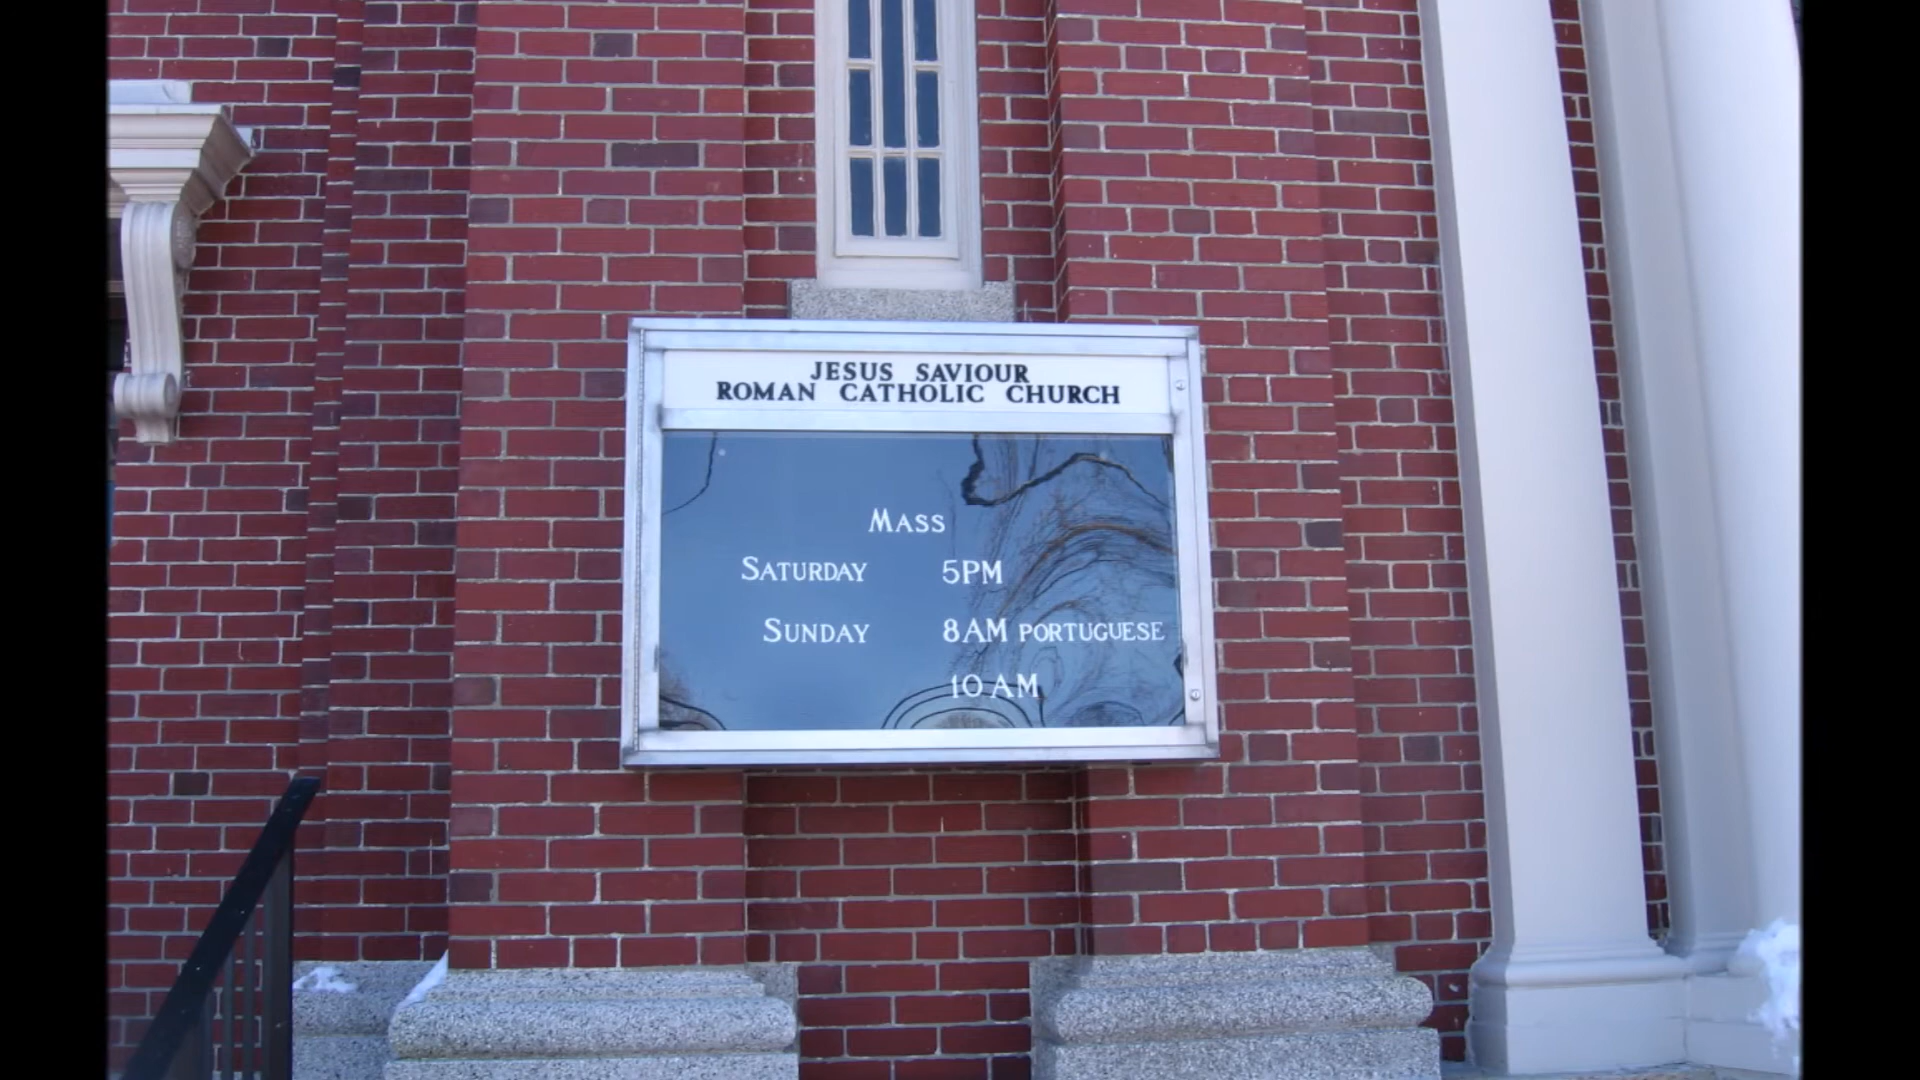 JESUS SAVIOUR
ROMAN CATHOLIC CHURCH
MASS
SATURDAY 5PM
SUNDAY 8AM PORTUGUESE
10AM